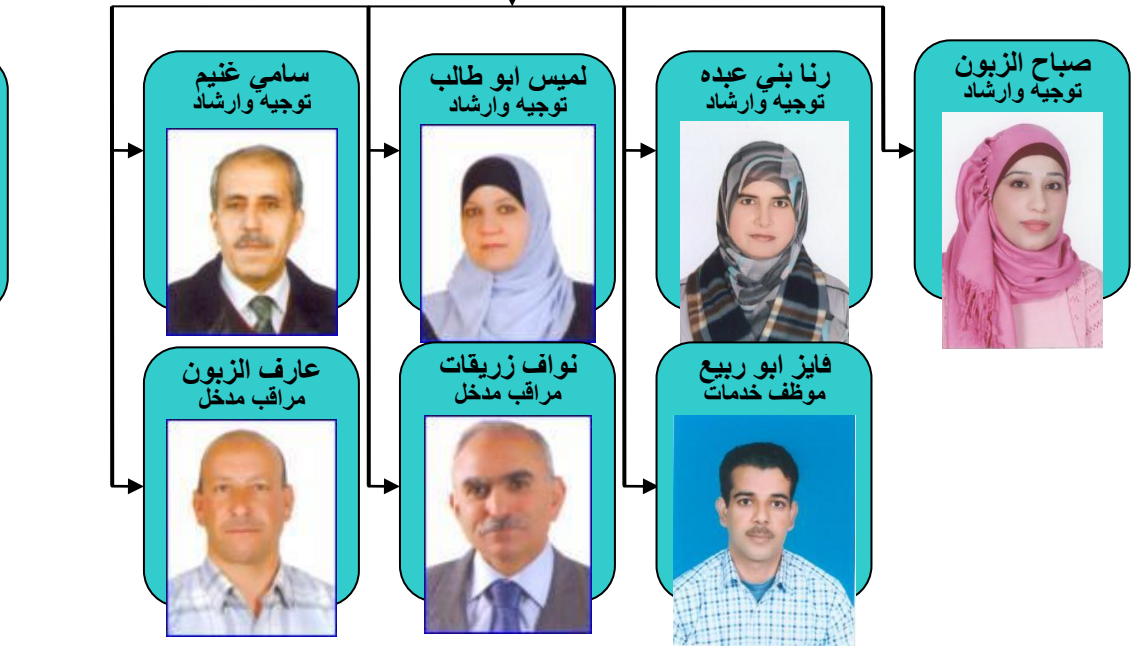 صباح الزبون
توجيه وارشاد
رنا بني عبده
توجيه وارشاد
لميس ابو طالب
توجيه وارشاد
سامي غنيم
توجيه وارشاد
فايز ابو ربيع
موظف خدمات
نواف زريقات
مراقب مدخل
عارف الزبون
مراقب مدخل